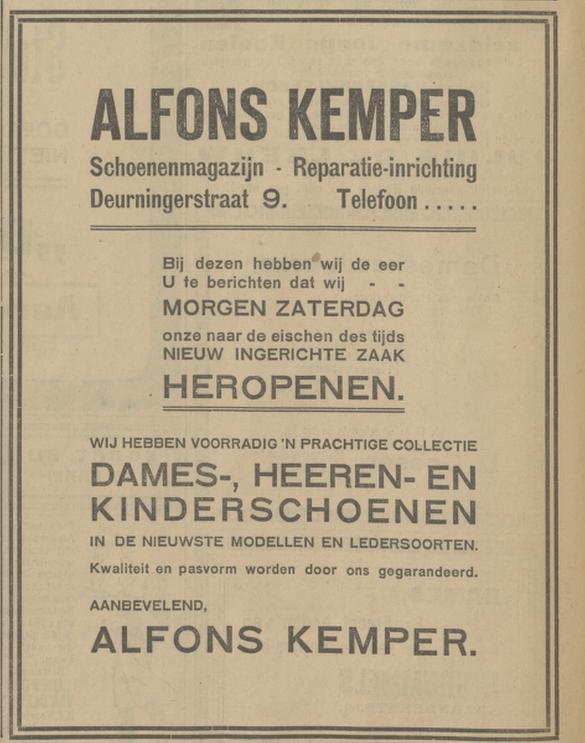 ALFONS KEMPER
Schoenenmagazijn - Reparatie-inrichting
Deurningerstraat 9. Telefoon .....
Bij dezen hebben wij de eer
U te berichten dat wij - -
MORGEN ZATERDAG
onze naar de eischen des tijds
NIEUW INGERICHTE ZAAK
HEROPENEN.
WIJ HEBBEN VOORRADIG 'N PRACHTIGE COLLECTIE
DAMES-, HEEREN- EN
KINDERSCHOENEN
IN DE NIEUWSTE MODELLEN EN LEDERSOORTEN.
Kwaliteit en pasvorm worden door ons gegarandeerd.
AANBEVELEND,
ALFONS KEMPER.